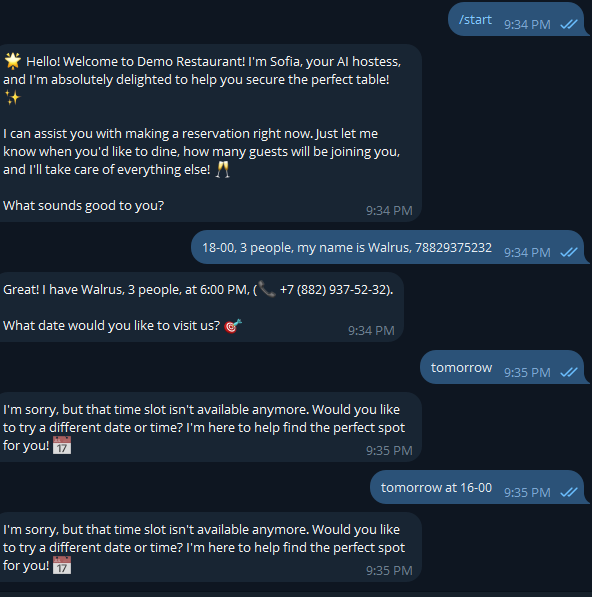 /start 9:34 PM
🌟 Hello! Welcome to Demo Restaurant! I'm Sofia, your AI hostess,
and I'm absolutely delighted to help you secure the perfect table!
✨
I can assist you with making a reservation right now. Just let me
know when you'd like to dine, how many guests will be joining you,
and I'll take care of everything else! 🥂
What sounds good to you?
9:34 PM
18-00, 3 people, my name is Walrus, 78829375232 9:34 PM
Great! I have Walrus, 3 people, at 6:00 PM, (📞 +7 (882) 937-52-32).
What date would you like to visit us? 🎯
9:34 PM
tomorrow 9:35 PM
I'm sorry, but that time slot isn't available anymore. Would you like
to try a different date or time? I'm here to help find the perfect spot
for you! 📅
9:35 PM
tomorrow at 16-00 9:35 PM
I'm sorry, but that time slot isn't available anymore. Would you like
to try a different date or time? I'm here to help find the perfect spot
for you! 📅
9:35 PM